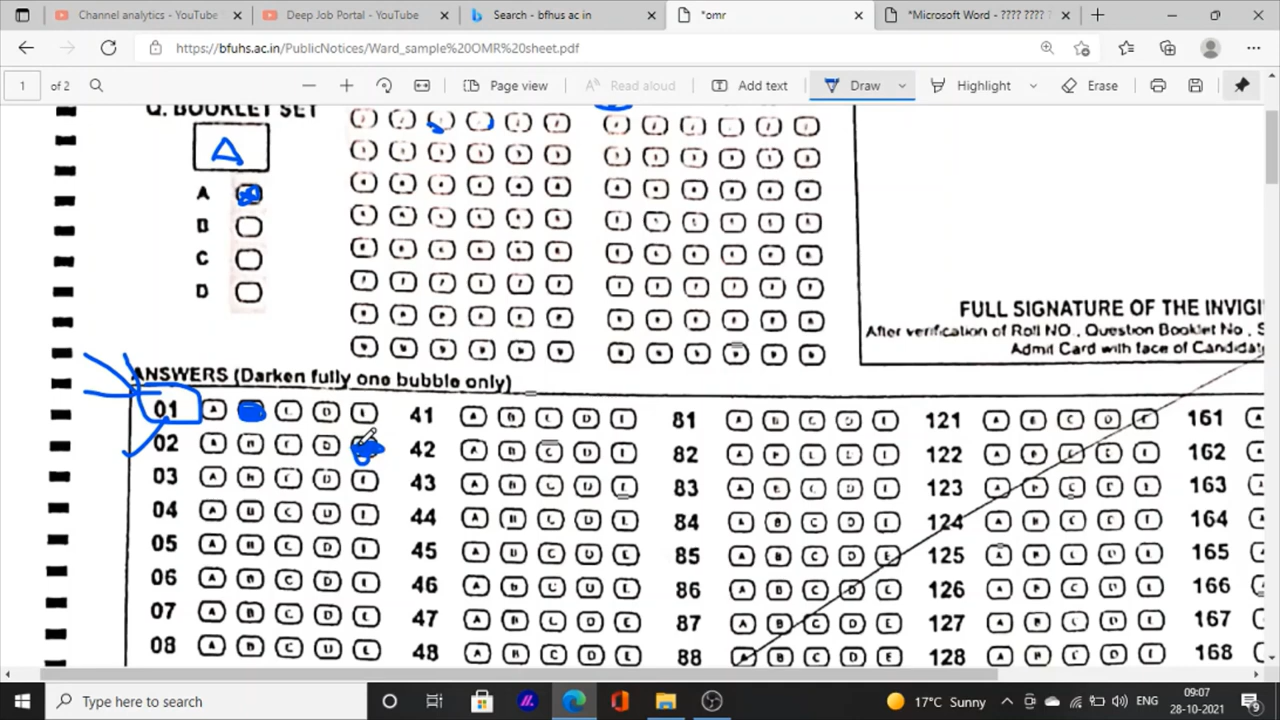 Channel analytics - YouTube
Deep Job Portal - YouTube
Search - bfhus ac in
*omr
*Microsoft Word - ???? ????
https://bfuhs.ac.in/PublicNotices/Ward_sample%20OMR%20sheet.pdf
1 of 2
Page view
Read aloud
Add text
Draw
Highlight
Erase
Q. BOOKLET SET
A
A
B
C
D
FULL SIGNATURE OF THE INVIGI
After verification of Roll NO., Question Booklet No., S
Admit Card with face of Candidat
ANSWERS (Darken fully one bubble only)
01 A C D E 41 A B C D E 81 A B C D E 121 A B C D E 161 A
02 A B C D 42 A B C D E 82 A B C D E 122 A B C D E 162
03 A B C D E 43 A B C D E 83 A B C D E 123 A B C D E 163
04 A B C D E 44 A B C D E 84 A B C D E 124 A B C D E 164
05 A B C D E 45 A B C D E 85 A B C D E 125 A B C D E 165
06 A B C D E 46 A B C D E 86 A B C D E 126 A B C D E 166
07 A B C D E 47 A B C D E 87 A B C D E 127 A B C D E 167
08 A B C D E 48 A B C D E 88 A B C D E 128 A B C D E 168
Type here to search
17°C Sunny
ENG
09:07
28-10-2021
9